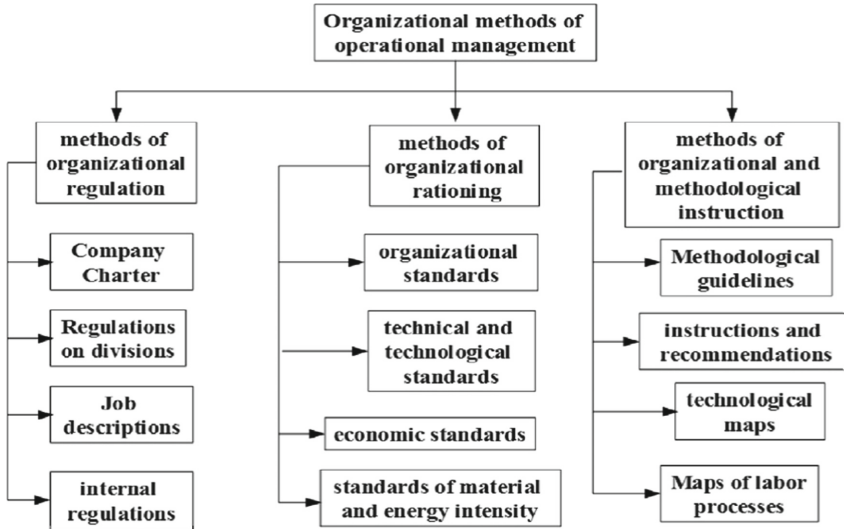 Organizational methods of
operational management
methods of
organizational
regulation
Company
Charter
Regulations
on divisions
Job
descriptions
internal
regulations
methods of
organizational
rationing
organizational
standards
technical and
technological
standards
economic standards
standards of material
and energy intensity
methods of
organizational and
methodological
instruction
Methodological
guidelines
instructions and
recommendations
technological
maps
Maps of labor
processes